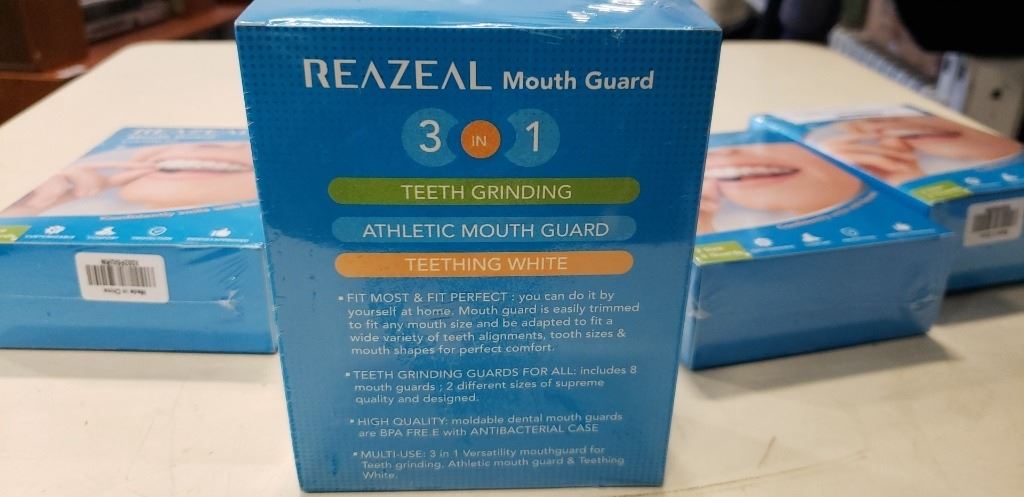 REAZEAL Mouth Guard
3 IN 1
TEETH GRINDING
ATHLETIC MOUTH GUARD
TEETHING WHITE
▪ FIT MOST & FIT PERFECT : you can do it by
yourself at home. Mouth guard is easily trimmed
to fit any mouth size and be adapted to fit a
wide variety of teeth alignments, tooth sizes &
mouth shapes for perfect comfort.
▪ TEETH GRINDING GUARDS FOR ALL: includes 8
mouth guards ; 2 different sizes of supreme
quality and designed.
▪ HIGH QUALITY: moldable dental mouth guards
are BPA FRE.E with ANTIBACTERIAL CASE
▪ MULTI-USE: 3 in 1 Versatility mouthguard for
Teeth grinding. Athletic mouth guard & Teething
White.
REAZEAL
Made in China